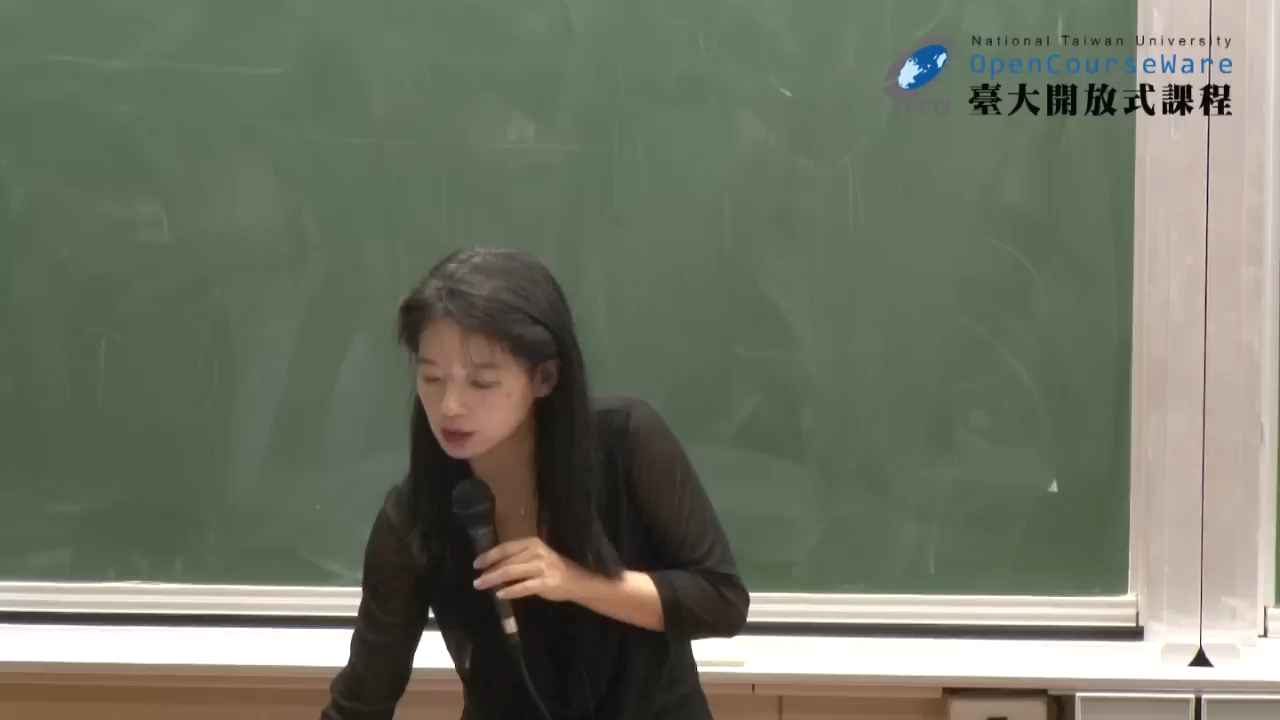 National Taiwan University
OpenCourseWare
臺大開放式課程